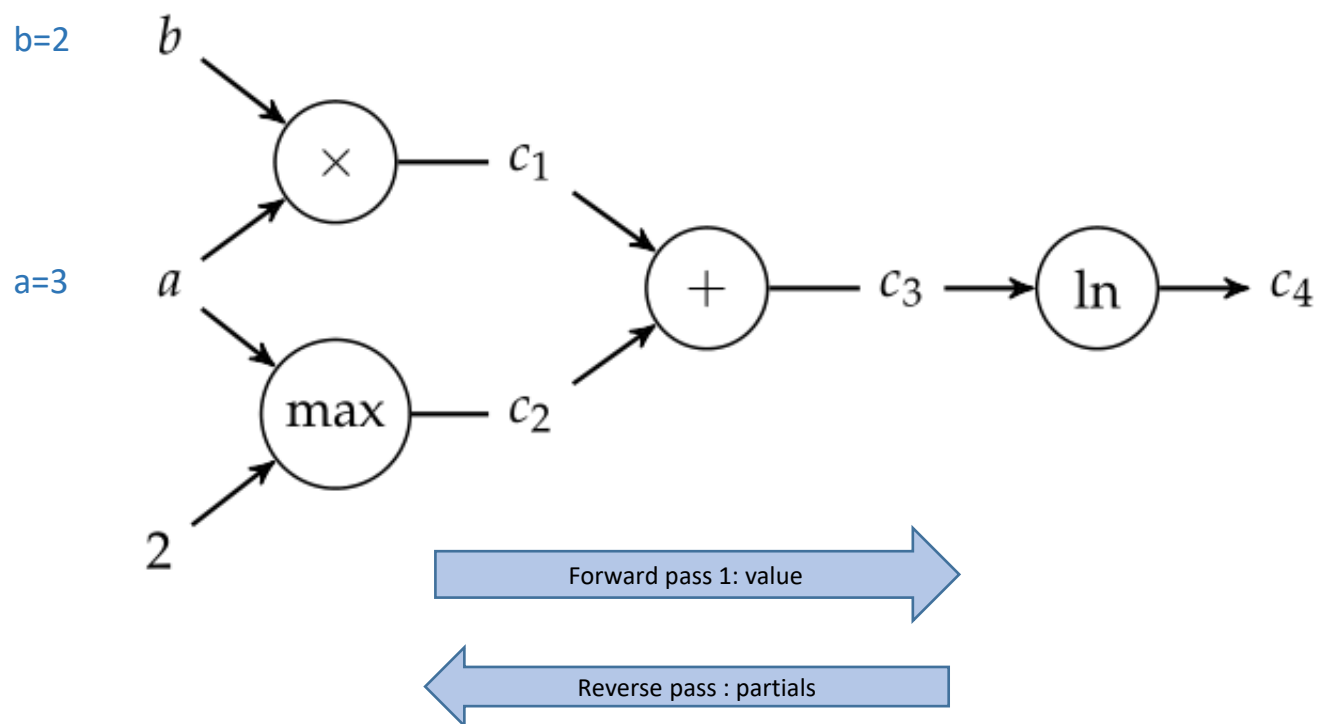 b=2
b
×
c₁
a=3
a
+
c₃
ln
c₄
max
c₂
2
Forward pass 1: value
Reverse pass : partials